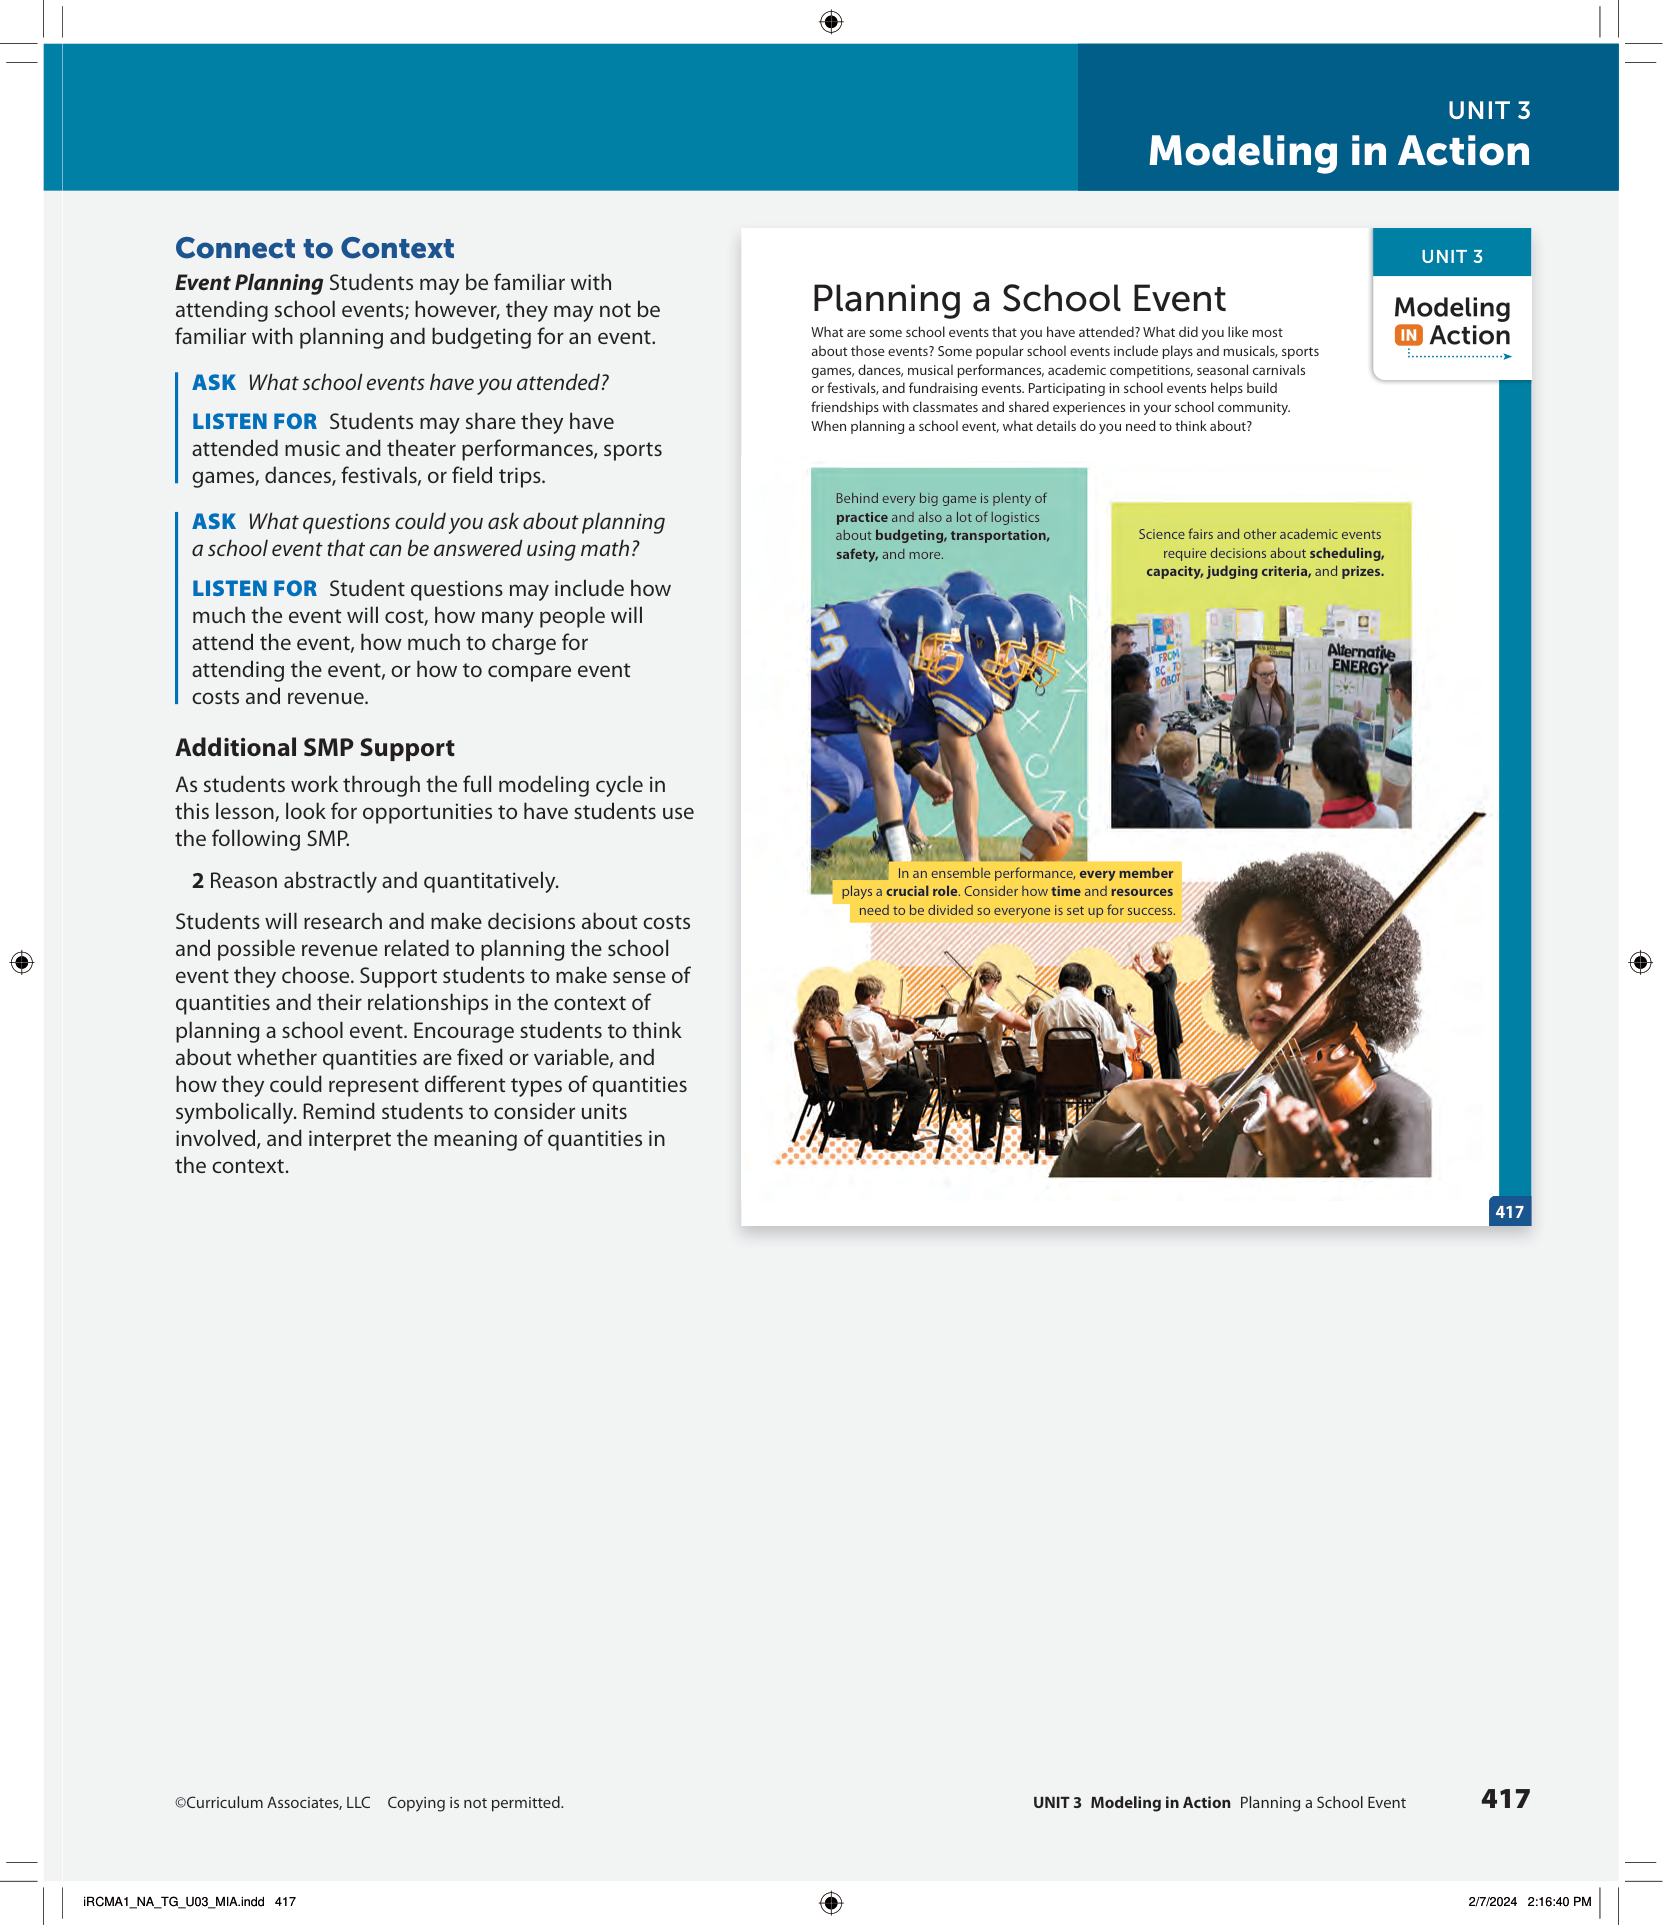 UNIT 3
Modeling in Action
Connect to Context
Event Planning Students may be familiar with
attending school events; however, they may not be
familiar with planning and budgeting for an event.
ASK What school events have you attended?
LISTEN FOR Students may share they have
attended music and theater performances, sports
games, dances, festivals, or field trips.
ASK What questions could you ask about planning
a school event that can be answered using math?
LISTEN FOR Student questions may include how
much the event will cost, how many people will
attend the event, how much to charge for
attending the event, or how to compare event
costs and revenue.
Additional SMP Support
As students work through the full modeling cycle in
this lesson, look for opportunities to have students use
the following SMP.
2 Reason abstractly and quantitatively.
Students will research and make decisions about costs
and possible revenue related to planning the school
event they choose. Support students to make sense of
quantities and their relationships in the context of
planning a school event. Encourage students to think
about whether quantities are fixed or variable, and
how they could represent different types of quantities
symbolically. Remind students to consider units
involved, and interpret the meaning of quantities in
the context.
UNIT 3
Modeling
IN Action
Planning a School Event
What are some school events that you have attended? What did you like most
about those events? Some popular school events include plays and musicals, sports
games, dances, musical performances, academic competitions, seasonal carnivals
or festivals, and fundraising events. Participating in school events helps build
friendships with classmates and shared experiences in your school community.
When planning a school event, what details do you need to think about?
Behind every big game is plenty of
practice and also a lot of logistics
about budgeting, transportation,
safety, and more.
Science fairs and other academic events
require decisions about scheduling,
capacity, judging criteria, and prizes.
FROM
RC TO
ROBOT
Alternative
ENERGY
In an ensemble performance, every member
plays a crucial role. Consider how time and resources
need to be divided so everyone is set up for success.
417
©Curriculum Associates, LLC Copying is not permitted.
UNIT 3 Modeling in Action Planning a School Event 417
iRCMA1_NA_TG_U03_MIA.indd 417
2/7/2024 2:16:40 PM